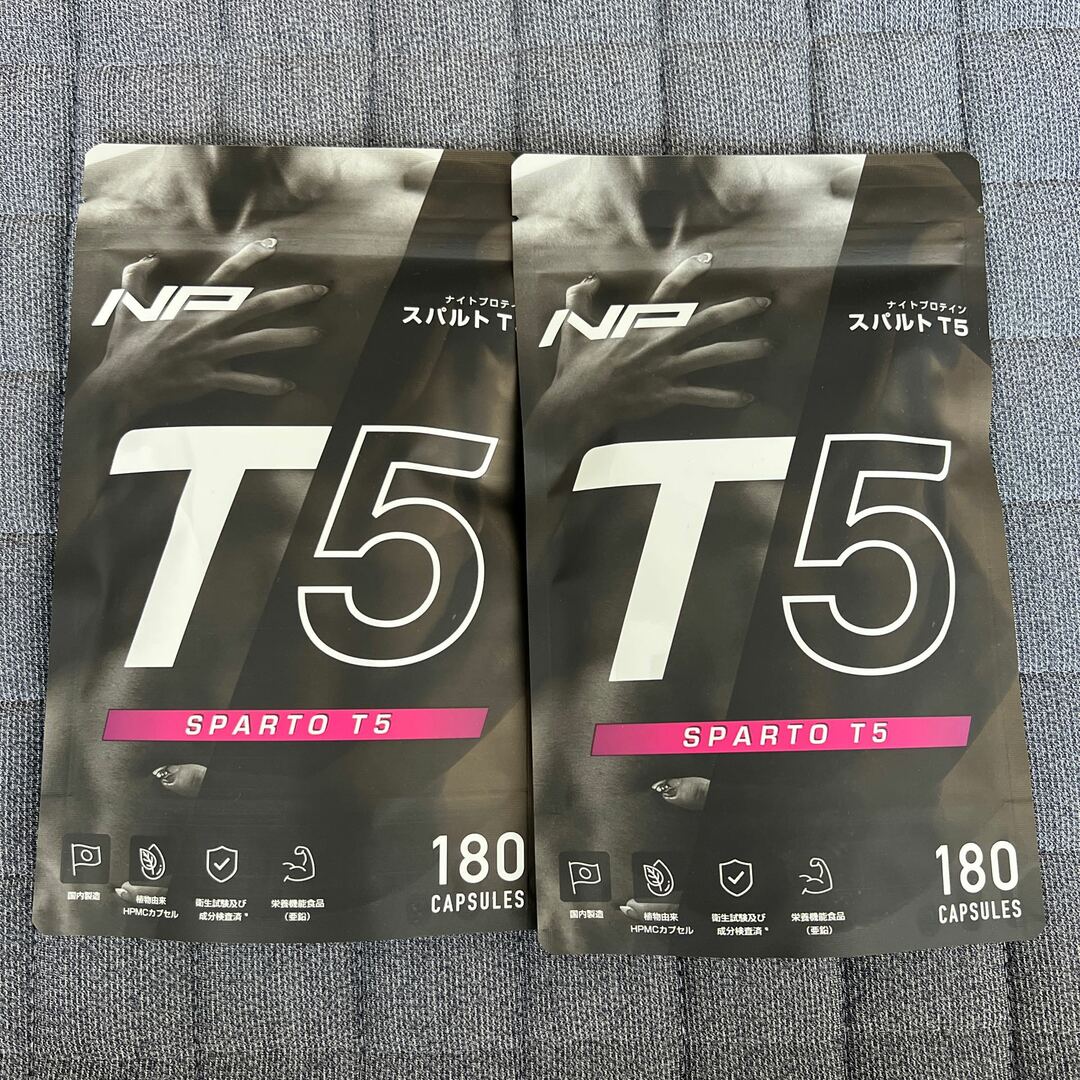 NP
ナイトプロテイ
スパルト T
T5
SPARTO T5
180
CAPSULES
国内製造
植物由来
HPMCカプセル
衛生試験及び
成分検査済*
栄養機能食品
(亜鉛)
NP
ナイトプロテイン
スパルト T5
T5
SPARTO T5
180
CAPSULES
国内製造
植物由来
HPMCカプセル
衛生試験及び
成分検査済*
栄養機能食品
(亜鉛)